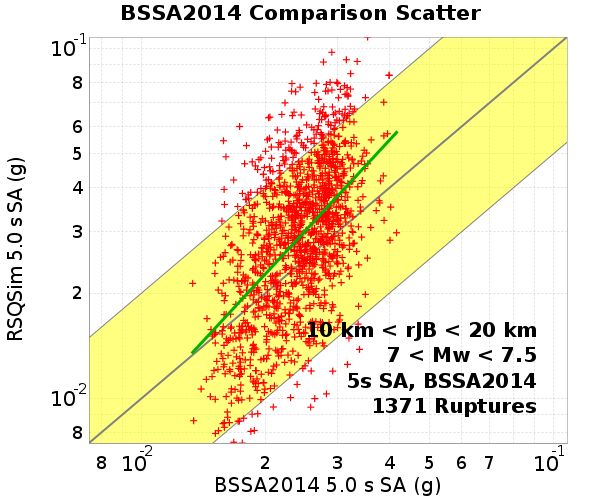 BSSA2014 Comparison Scatter
RSQSim 5.0 s SA (g)
10-1
8
6
5
4
3
2
10-2
8
10 km < rJB < 20 km
7 < Mw < 7.5
5s SA, BSSA2014
1371 Ruptures
8 10-2 2 3 4 5 6 7 10-1
BSSA2014 5.0 s SA (g)